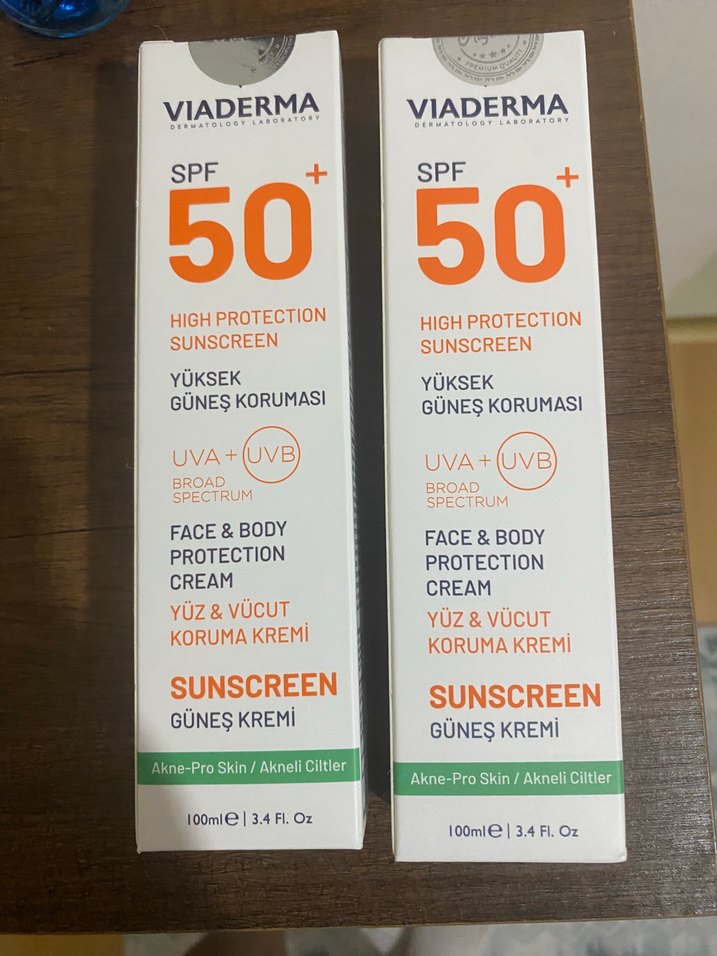 VIADERMA
DERMATOLOGY LABORATORY
SPF
50+
HIGH PROTECTION
SUNSCREEN
YÜKSEK
GÜNEŞ KORUMASI
UVA + UVB
BROAD
SPECTRUM
FACE & BODY
PROTECTION
CREAM
YÜZ & VÜCUT
KORUMA KREMİ
SUNSCREEN
GÜNEŞ KREMİ
Akne-Pro Skin / Akneli Ciltler
100ml℮ | 3.4 Fl. Oz
PREMIUM QUALITY
VIADERMA
DERMATOLOGY LABORATORY
SPF
50+
HIGH PROTECTION
SUNSCREEN
YÜKSEK
GÜNEŞ KORUMASI
UVA + UVB
BROAD
SPECTRUM
FACE & BODY
PROTECTION
CREAM
YÜZ & VÜCUT
KORUMA KREMİ
SUNSCREEN
GÜNEŞ KREMİ
Akne-Pro Skin / Akneli Ciltler
100ml℮ | 3.4 Fl. Oz